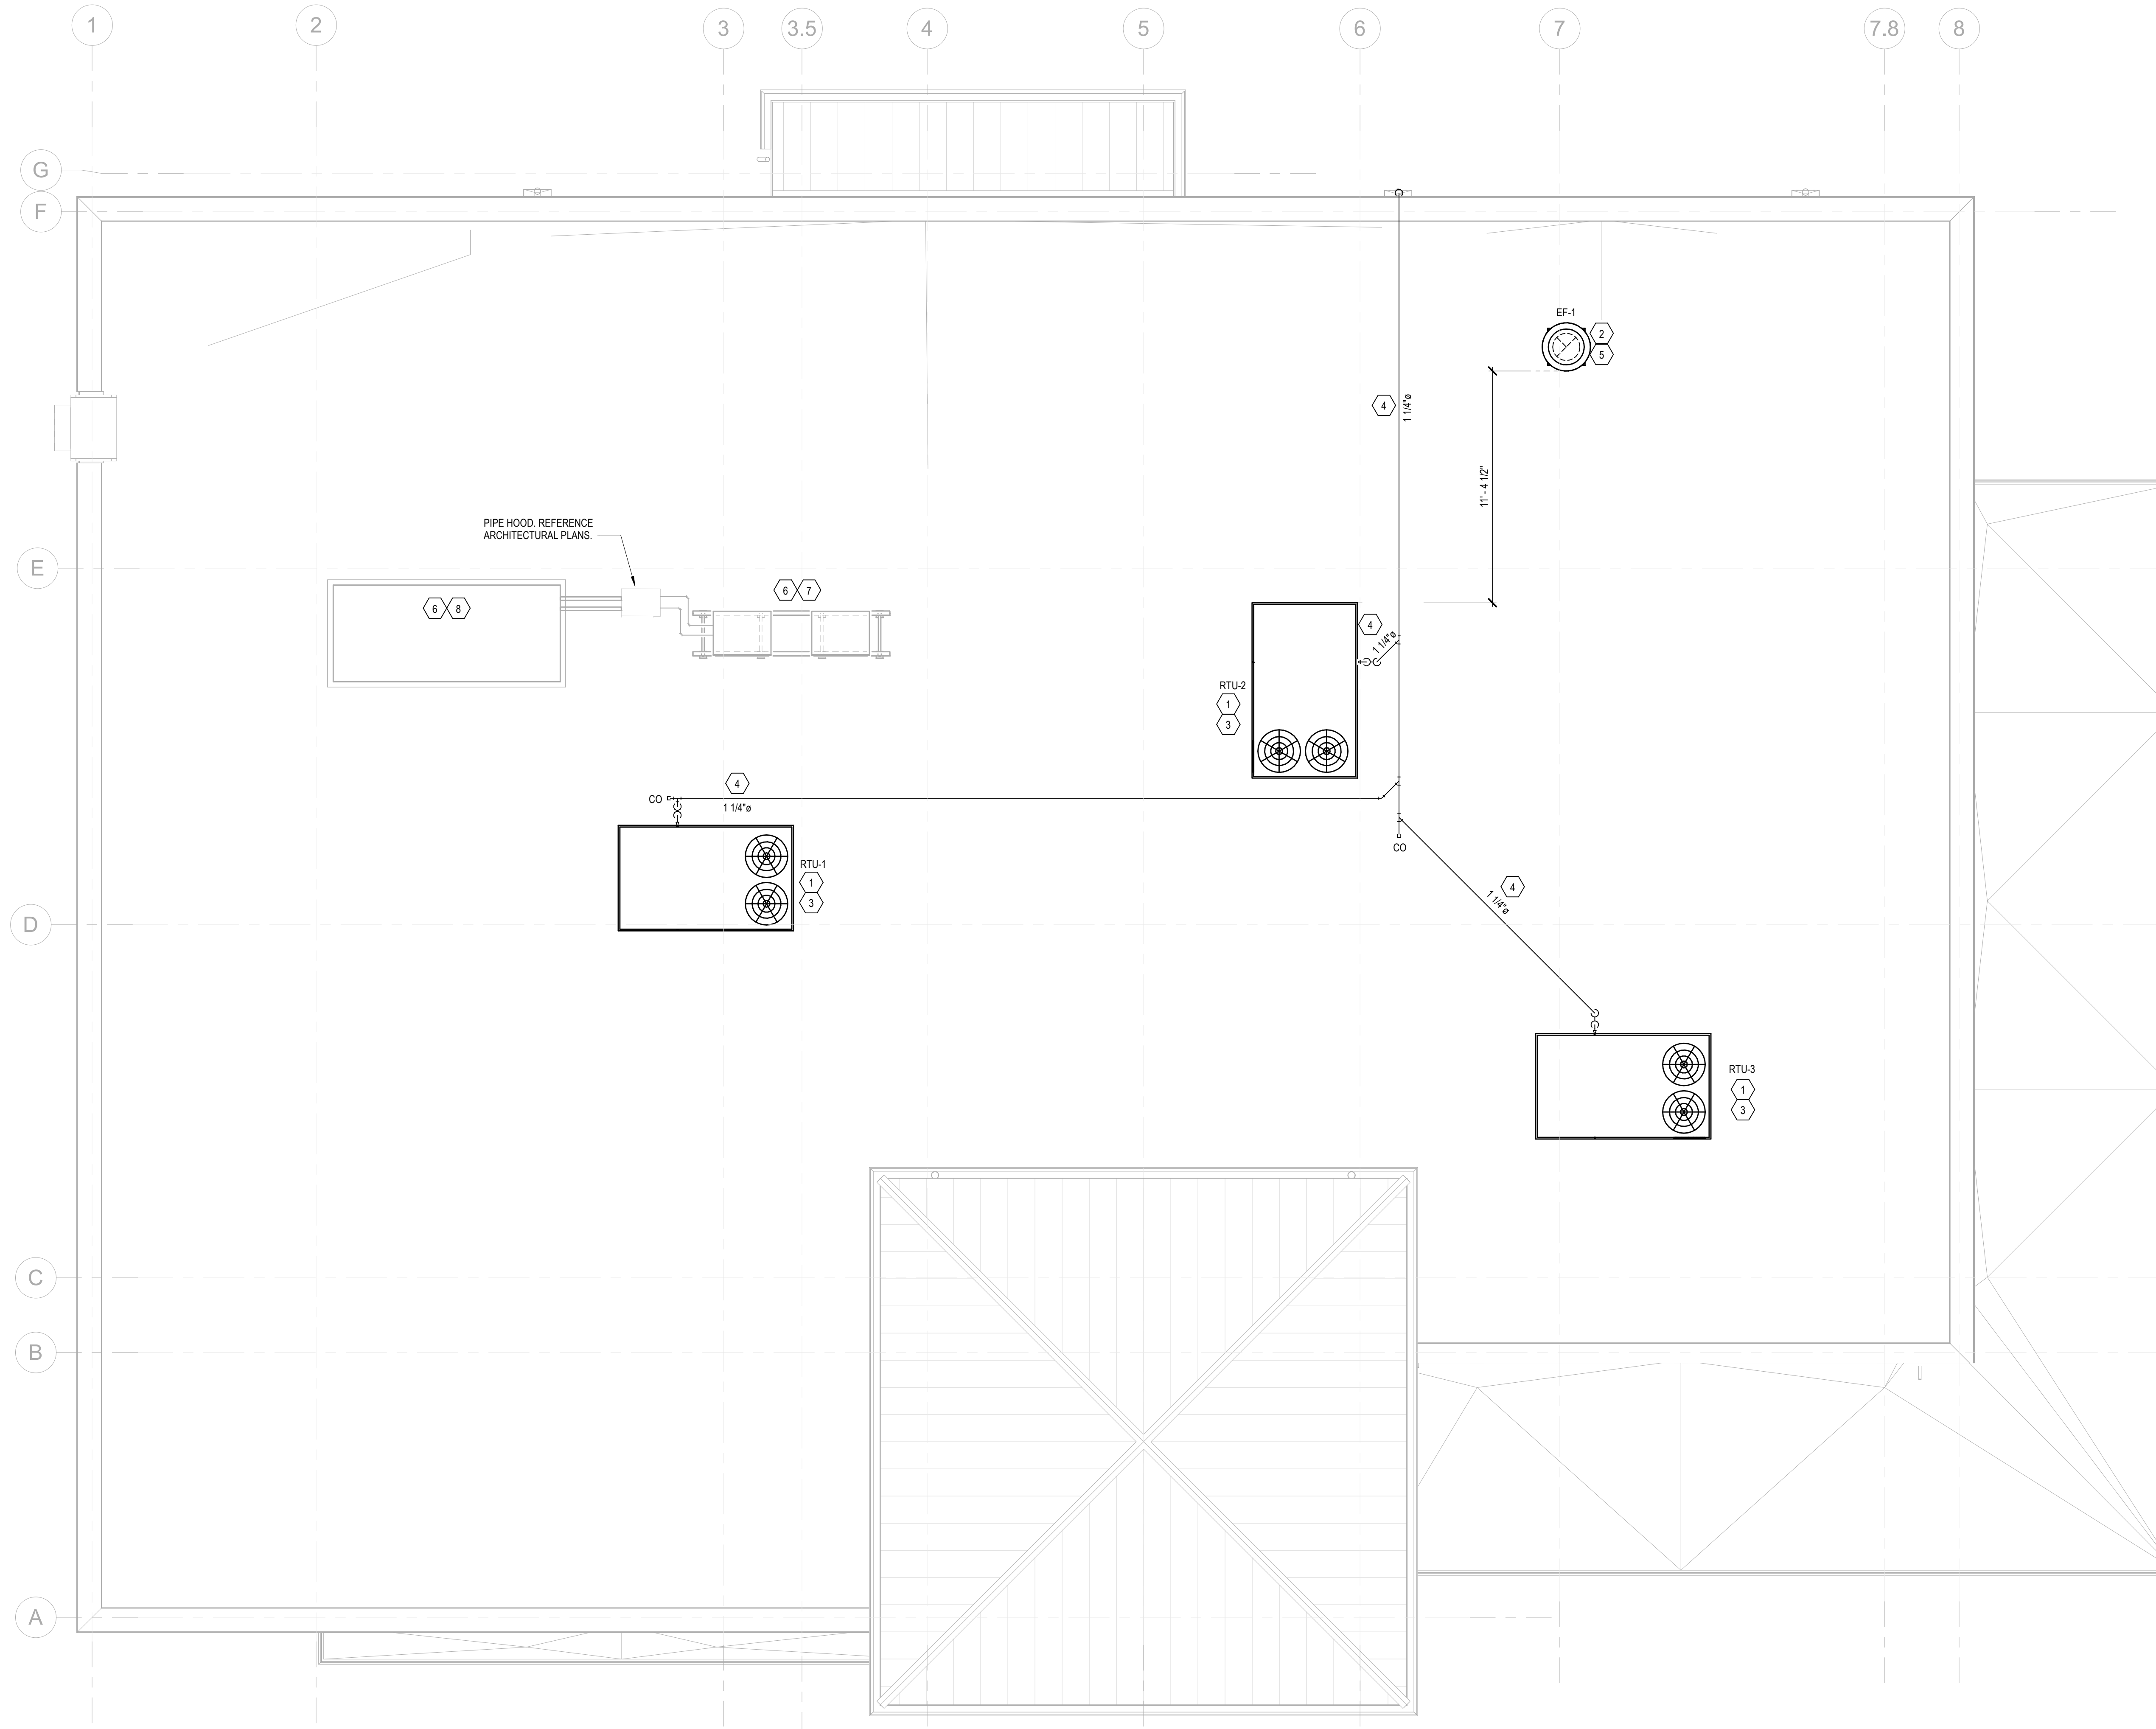 1
2
3
3.5
4
5
6
7
7.8
8
G
F
EF-1
2
5
4
1 1/4"ø
11' - 4 1/2"
PIPE HOOD. REFERENCE
ARCHITECTURAL PLANS.
E
6 7
6 8
4
1 1/4"ø
RTU-2
1
3
4
CO
1 1/4"ø
CO
RTU-1
1
3
4
1 1/4"ø
D
RTU-3
1
3
C
B
A